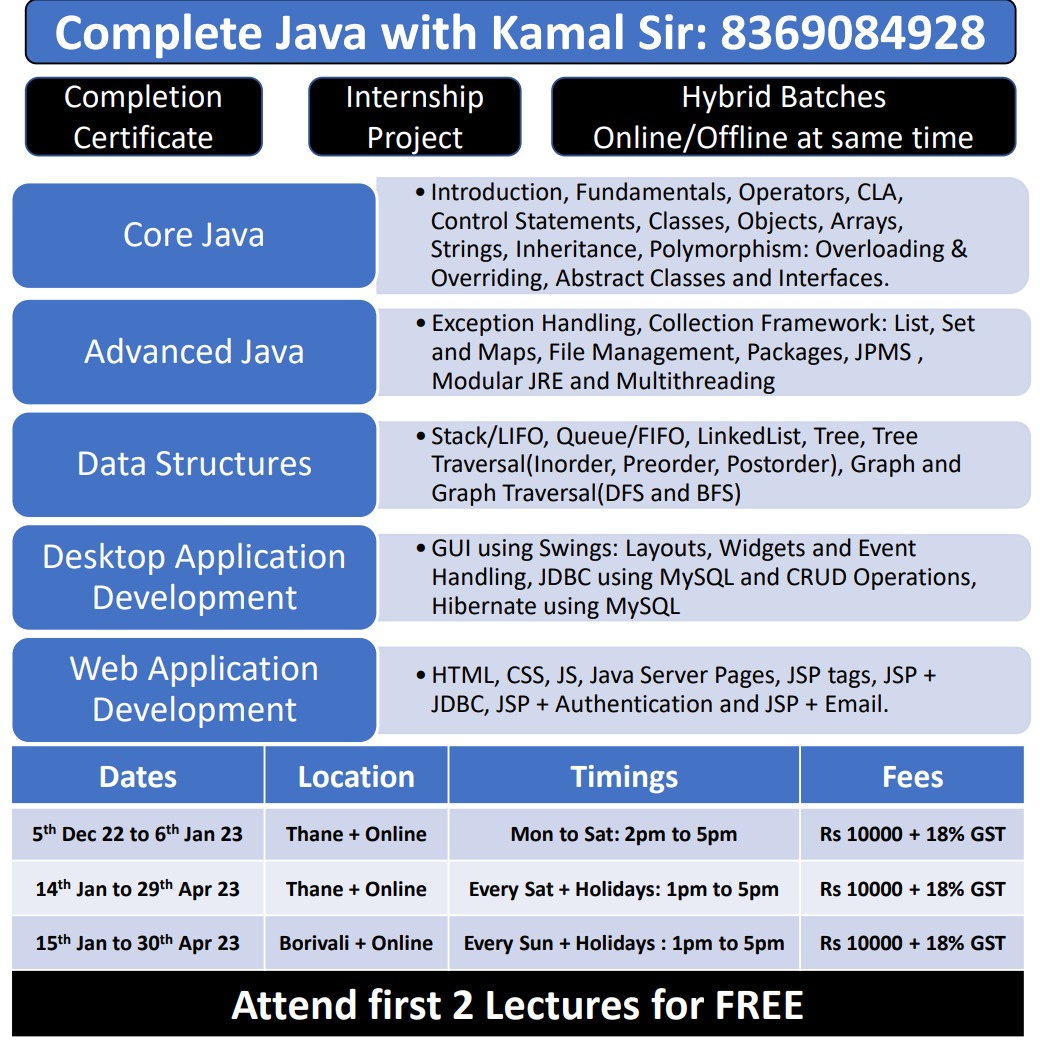 Complete Java with Kamal Sir: 8369084928
Completion
Certificate
Internship
Project
Hybrid Batches
Online/Offline at same time
Core Java
• Introduction, Fundamentals, Operators, CLA,
Control Statements, Classes, Objects, Arrays,
Strings, Inheritance, Polymorphism: Overloading &
Overriding, Abstract Classes and Interfaces.
Advanced Java
• Exception Handling, Collection Framework: List, Set
and Maps, File Management, Packages, JPMS ,
Modular JRE and Multithreading
Data Structures
• Stack/LIFO, Queue/FIFO, LinkedList, Tree, Tree
Traversal(Inorder, Preorder, Postorder), Graph and
Graph Traversal(DFS and BFS)
Desktop Application
Development
• GUI using Swings: Layouts, Widgets and Event
Handling, JDBC using MySQL and CRUD Operations,
Hibernate using MySQL
Web Application
Development
• HTML, CSS, JS, Java Server Pages, JSP tags, JSP +
JDBC, JSP + Authentication and JSP + Email.
Dates Location Timings Fees
5th Dec 22 to 6th Jan 23 Thane + Online Mon to Sat: 2pm to 5pm Rs 10000 + 18% GST
14th Jan to 29th Apr 23 Thane + Online Every Sat + Holidays: 1pm to 5pm Rs 10000 + 18% GST
15th Jan to 30th Apr 23 Borivali + Online Every Sun + Holidays : 1pm to 5pm Rs 10000 + 18% GST
Attend first 2 Lectures for FREE